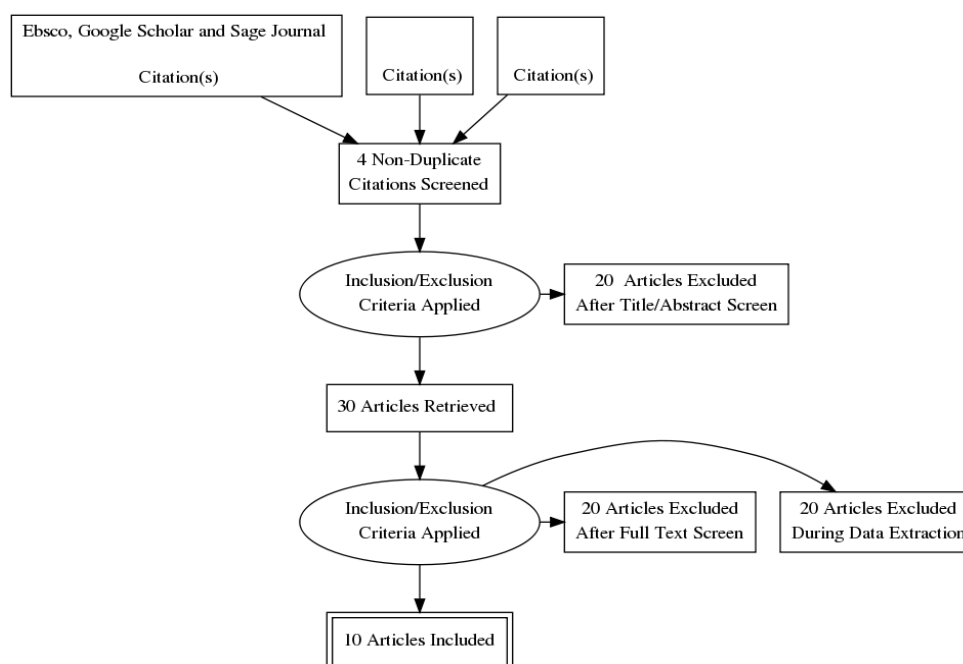 Ebsco, Google Scholar and Sage Journal
Citation(s)
Citation(s)
Citation(s)
4 Non-Duplicate
Citations Screened
Inclusion/Exclusion
Criteria Applied
20 Articles Excluded
After Title/Abstract Screen
30 Articles Retrieved
Inclusion/Exclusion
Criteria Applied
20 Articles Excluded
After Full Text Screen
20 Articles Excluded
During Data Extraction
10 Articles Included